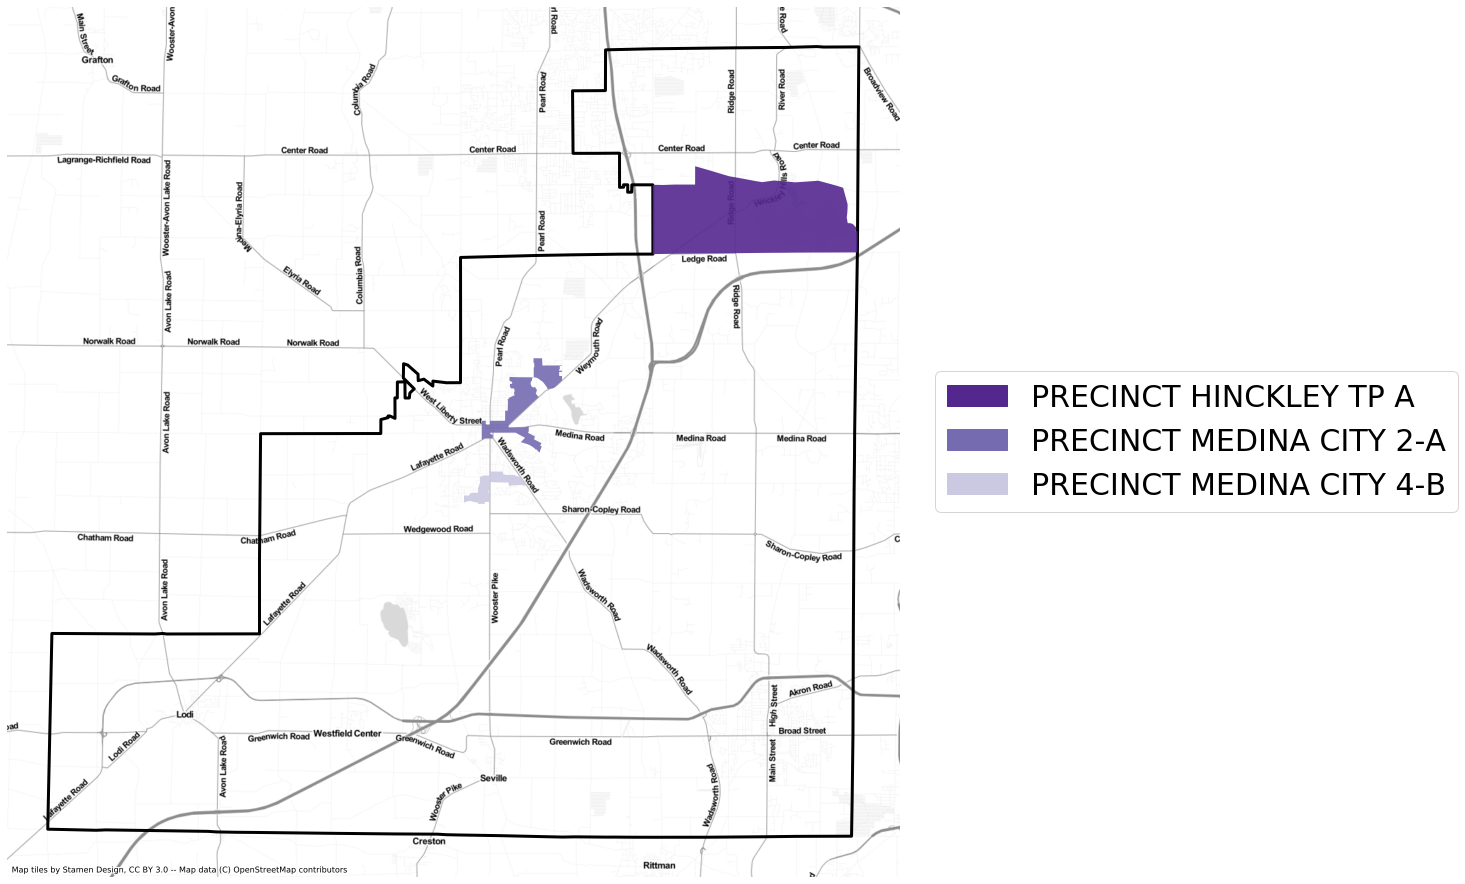 Main Street
Wooster-Avon
rl Road
e Road
Grafton
Grafton Road
Columbia Road
Pearl Road
Ridge Road
River Road
Broadview Road
Lagrange-Richfield Road
Center Road
Center Road
Center Road
Center Road
Wooster-Avon Lake Road
Medina-Elyria Road
Pearl Road
Ridge Road
Hinckley Hills Road
Elyria Road
Columbia Road
Ledge Road
Avon Lake Road
Ridge Road
Norwalk Road
Norwalk Road
Norwalk Road
Pearl Road
Weymouth Road
West Liberty Street
Avon Lake Road
Medina Road
Medina Road
Medina Road
Lafayette Road
Wadsworth Road
Sharon-Copley Road
Chatham Road
Chatham Road
Wedgewood Road
C
Sharon-Copley Road
Avon Lake Road
Lafayette Road
Wooster Pike
Wadsworth Road
Wadsworth Road
Akron Road
High Street
Lodi
oad
Lodi Road
Greenwich Road
Westfield Center
Greenwich Road
Greenwich Road
Broad Street
Avon Lake Road
Main Street
Seville
Lafayette Road
Wooster Pike
Wadsworth Road
Creston
Rittman
Map tiles by Stamen Design, CC BY 3.0 -- Map data (C) OpenStreetMap contributors
PRECINCT HINCKLEY TP A
PRECINCT MEDINA CITY 2-A
PRECINCT MEDINA CITY 4-B